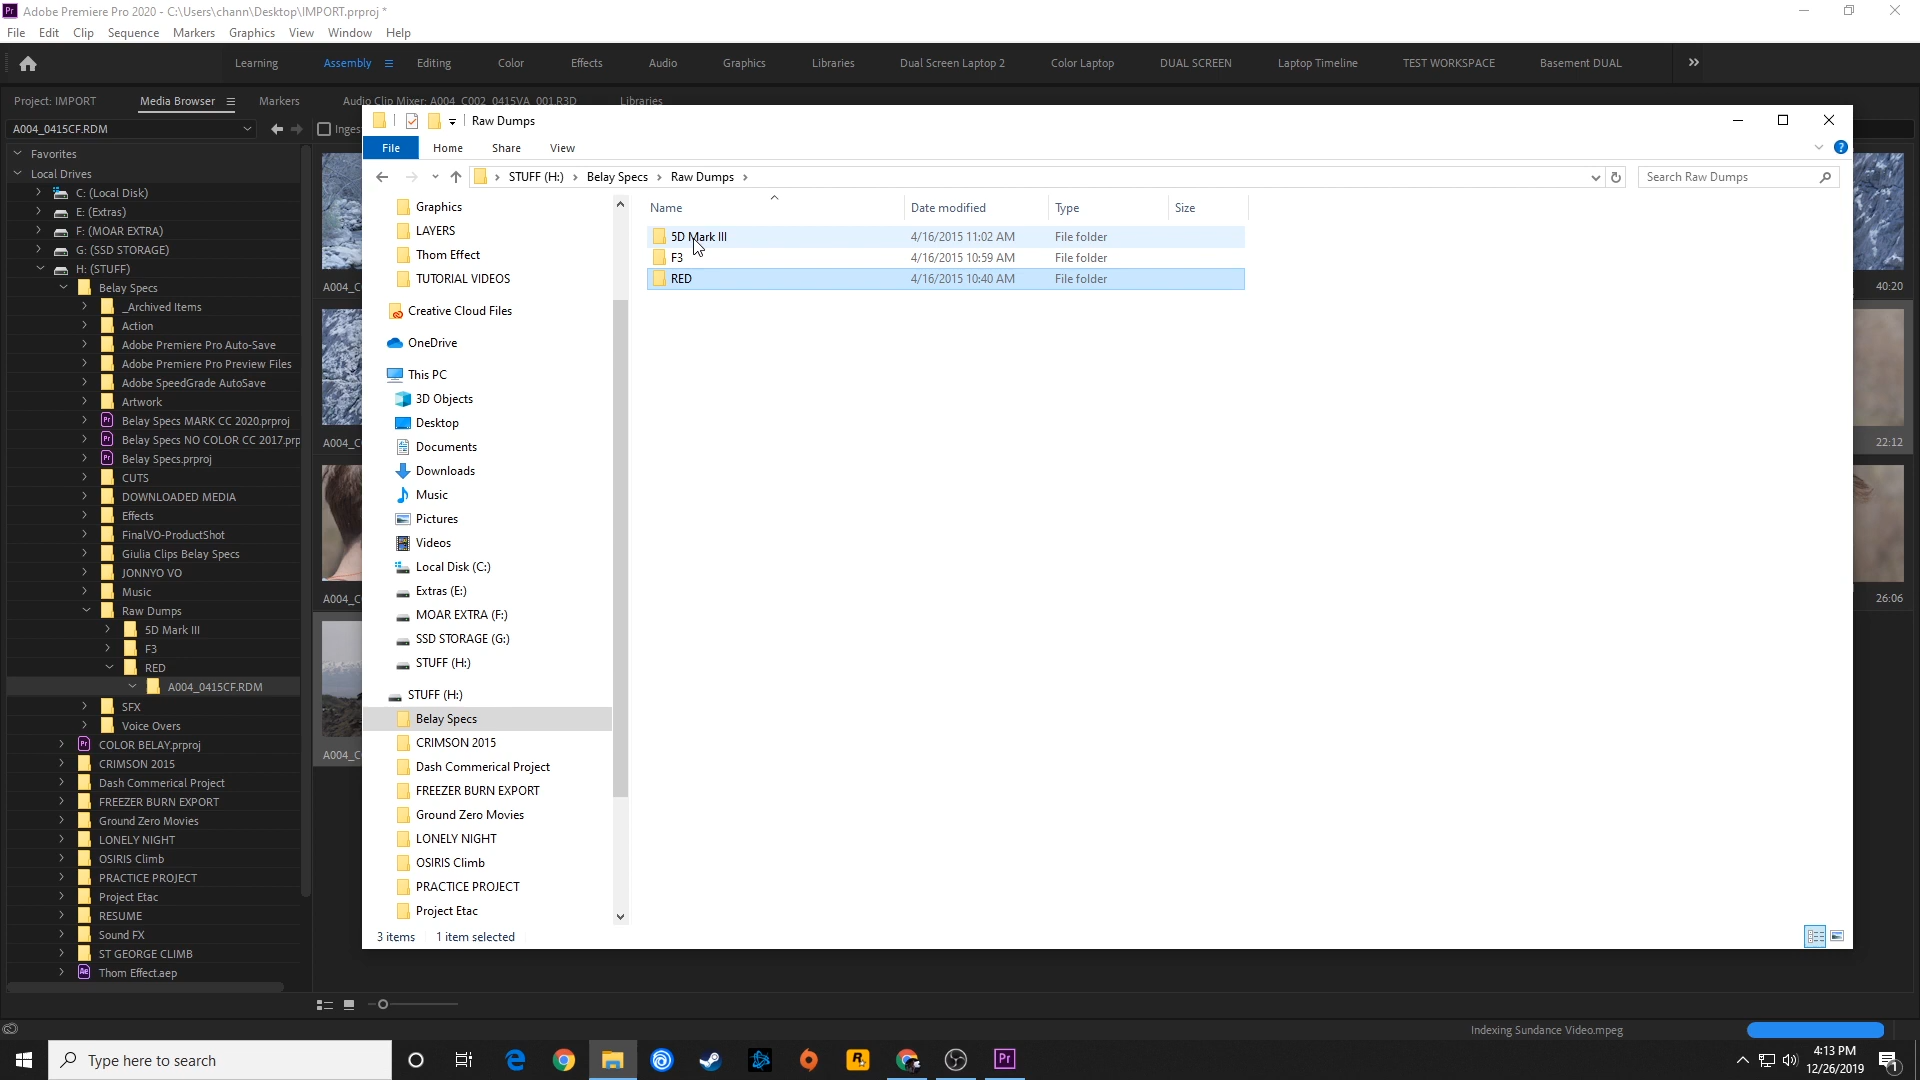 Adobe Premiere Pro 2020 - C:\Users\chann\Desktop\IMPORT.prproj *
File Edit Clip Sequence Markers Graphics View Window Help
Learning Assembly Editing Color Effects Audio Graphics Libraries Dual Screen Laptop 2 Color Laptop DUAL SCREEN Laptop Timeline TEST WORKSPACE Basement DUAL
Project: IMPORT Media Browser Markers Audio Clip Mixer: A004_C002_0415VA_001.R3D Libraries
A004_0415CF.RDM
Inges
Favorites
Local Drives
C: (Local Disk)
E: (Extras)
F: (MOAR EXTRA)
G: (SSD STORAGE)
H: (STUFF)
Belay Specs
_Archived Items
Action
Adobe Premiere Pro Auto-Save
Adobe Premiere Pro Preview Files
Adobe SpeedGrade AutoSave
Artwork
Belay Specs MARK CC 2020.prproj
Belay Specs NO COLOR CC 2017.prp
Belay Specs.prproj
CUTS
DOWNLOADED MEDIA
Effects
FinalVO-ProductShot
Giulia Clips Belay Specs
JONNYO VO
Music
Raw Dumps
5D Mark III
F3
RED
A004_0415CF.RDM
SFX
Voice Overs
COLOR BELAY.prproj
CRIMSON 2015
Dash Commerical Project
FREEZER BURN EXPORT
Ground Zero Movies
LONELY NIGHT
OSIRIS Climb
PRACTICE PROJECT
Project Etac
RESUME
Sound FX
ST GEORGE CLIMB
Thom Effect.aep
A004_C
A004_C
A004_C
A004_C
Raw Dumps
File Home Share View
STUFF (H:) Belay Specs Raw Dumps
Search Raw Dumps
Graphics
LAYERS
Thom Effect
TUTORIAL VIDEOS
Creative Cloud Files
OneDrive
This PC
3D Objects
Desktop
Documents
Downloads
Music
Pictures
Videos
Local Disk (C:)
Extras (E:)
MOAR EXTRA (F:)
SSD STORAGE (G:)
STUFF (H:)
STUFF (H:)
Belay Specs
CRIMSON 2015
Dash Commerical Project
FREEZER BURN EXPORT
Ground Zero Movies
LONELY NIGHT
OSIRIS Climb
PRACTICE PROJECT
Project Etac
Name Date modified Type Size
5D Mark III 4/16/2015 11:02 AM File folder
F3 4/16/2015 10:59 AM File folder
RED 4/16/2015 10:40 AM File folder
3 items 1 item selected
40:20
22:12
26:06
Indexing Sundance Video.mpeg
Type here to search
4:13 PM
12/26/2019
1